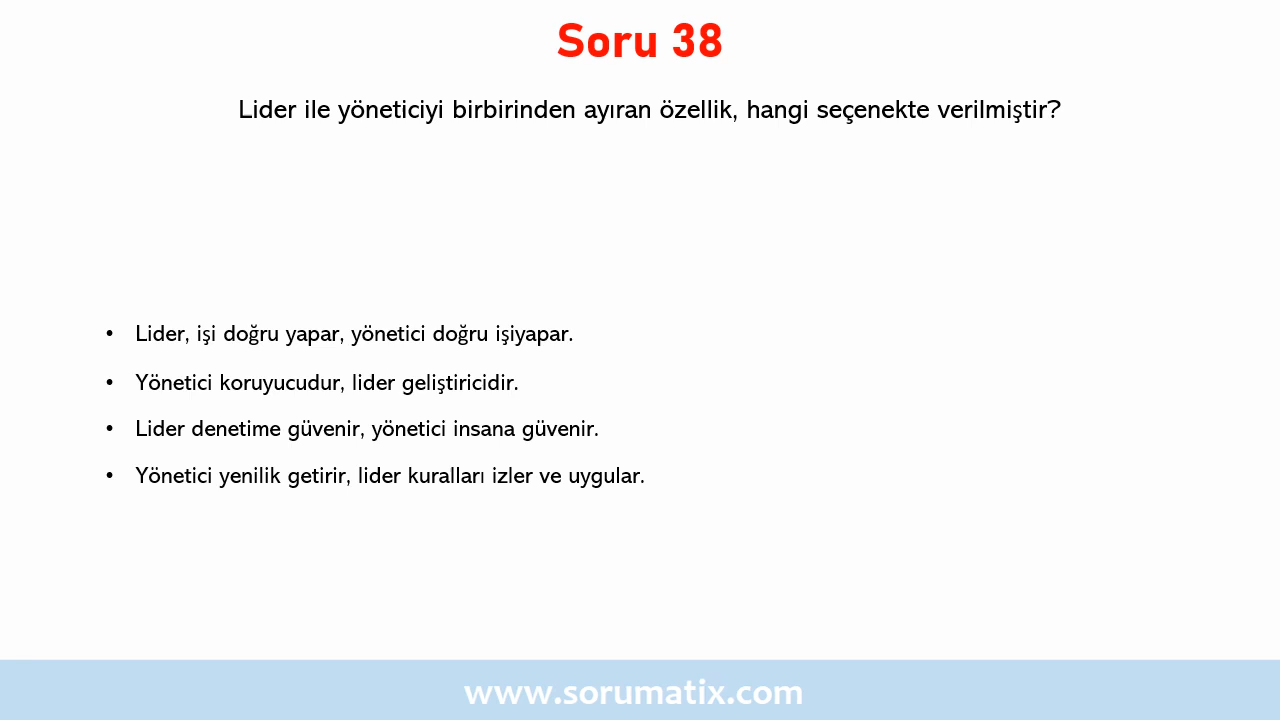 Soru 38
Lider ile yöneticiyi birbirinden ayıran özellik, hangi seçenekte verilmiştir?
• Lider, işi doğru yapar, yönetici doğru işiyapar.
• Yönetici koruyucudur, lider geliştiricidir.
• Lider denetime güvenir, yönetici insana güvenir.
• Yönetici yenilik getirir, lider kuralları izler ve uygular.
www.sorumatix.com